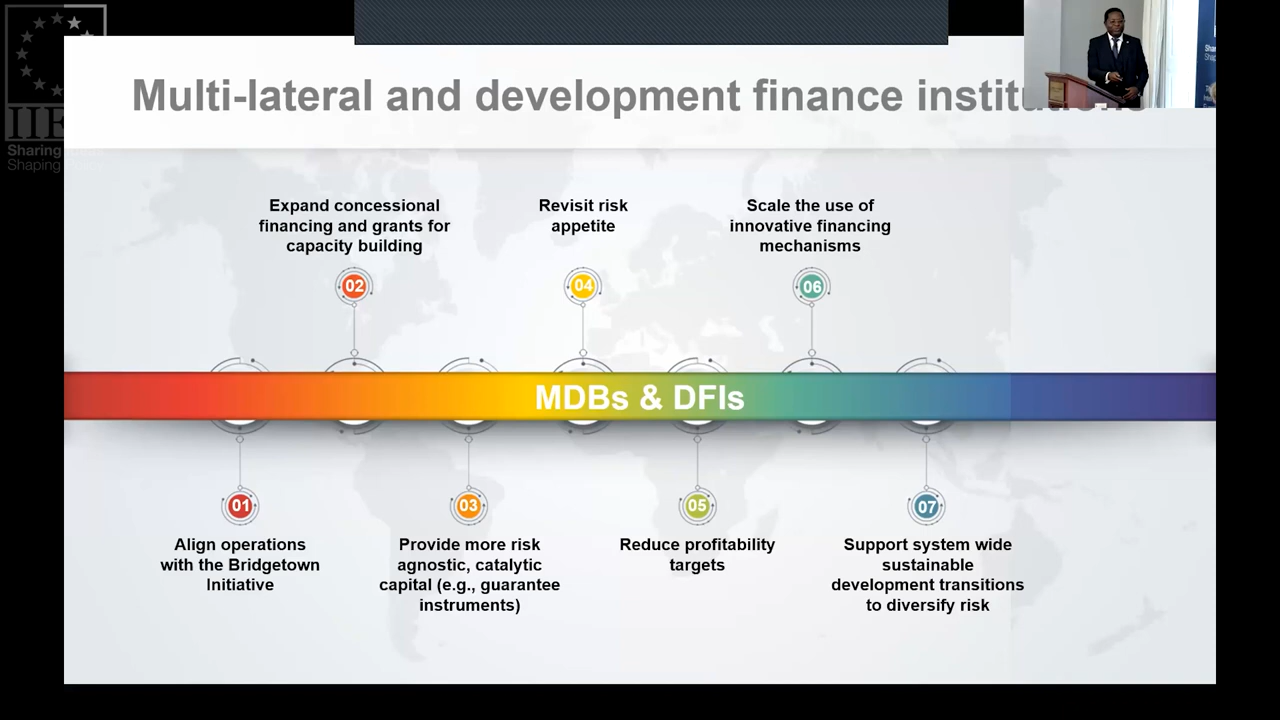 Multi-lateral and development finance
Expand concessional
financing and grants for
capacity building
Revisit risk
appetite
Scale the use of
innovative financing
mechanisms
02
04
06
MDBs & DFIs
01
03
05
07
Align operations
with the Bridgetown
Initiative
Provide more risk
agnostic, catalytic
capital (e.g., guarantee
instruments)
Reduce profitability
targets
Support system wide
sustainable
development transitions
to diversify risk
Sharing
Shaping